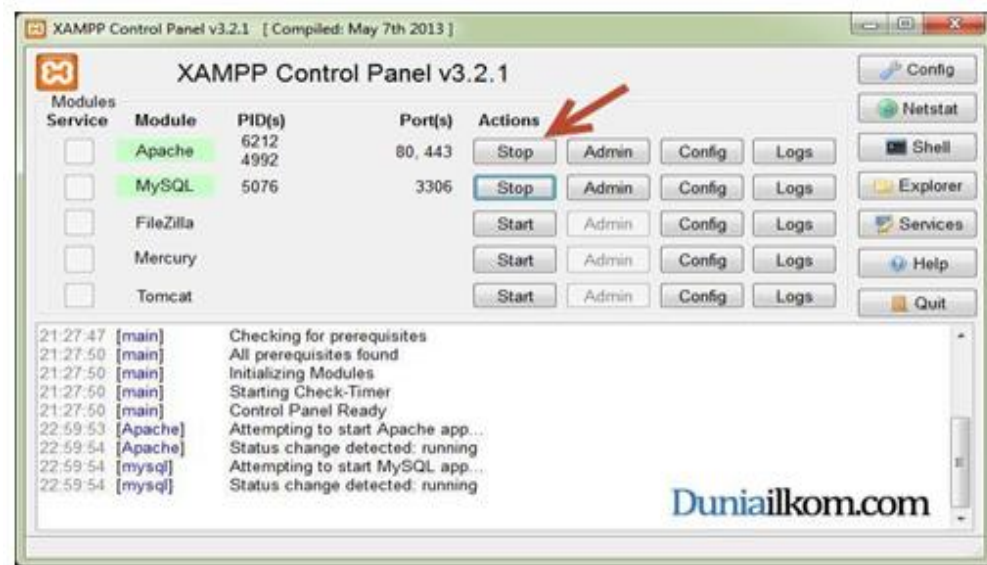 XAMPP Control Panel v3.2.1 [ Compiled: May 7th 2013 ]
XAMPP Control Panel v3.2.1
Config
Modules
Service Module PID(s) Port(s) Actions
Netstat
Apache 6212 4992 80, 443 Stop Admin Config Logs
Shell
MySQL 5076 3306 Stop Admin Config Logs
Explorer
FileZilla Start Admin Config Logs
Services
Mercury Start Admin Config Logs
Help
Tomcat Start Admin Config Logs
Quit
21:27:47 [main] Checking for prerequisites
21:27:50 [main] All prerequisites found
21:27:50 [main] Initializing Modules
21:27:50 [main] Starting Check-Timer
21:27:50 [main] Control Panel Ready
22:59:53 [Apache] Attempting to start Apache app...
22:59:54 [Apache] Status change detected: running
22:59:54 [mysql] Attempting to start MySQL app...
22:59:54 [mysql] Status change detected: running
Duniailkom.com